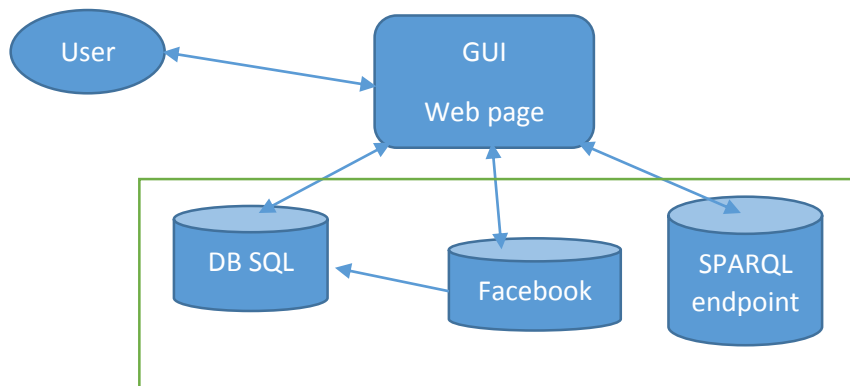 User
GUI
Web page
DB SQL
Facebook
SPARQL
endpoint